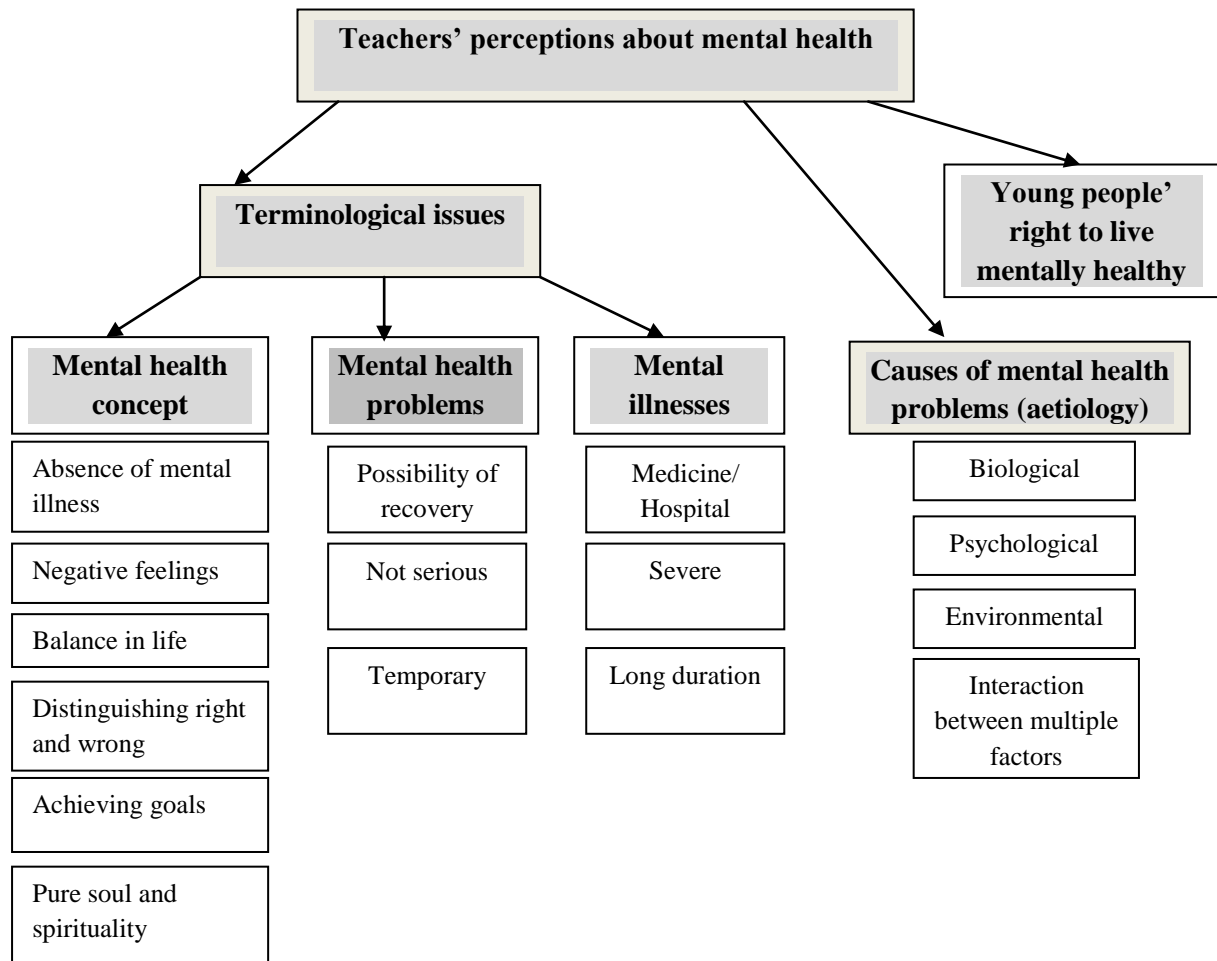 Teachers’ perceptions about mental health
Terminological issues
Young people’
right to live
mentally healthy
Mental health
concept
Absence of mental
illness
Negative feelings
Balance in life
Distinguishing right
and wrong
Achieving goals
Pure soul and
spirituality
Mental health
problems
Possibility of
recovery
Not serious
Temporary
Mental
illnesses
Medicine/
Hospital
Severe
Long duration
Causes of mental health
problems (aetiology)
Biological
Psychological
Environmental
Interaction
between multiple
factors